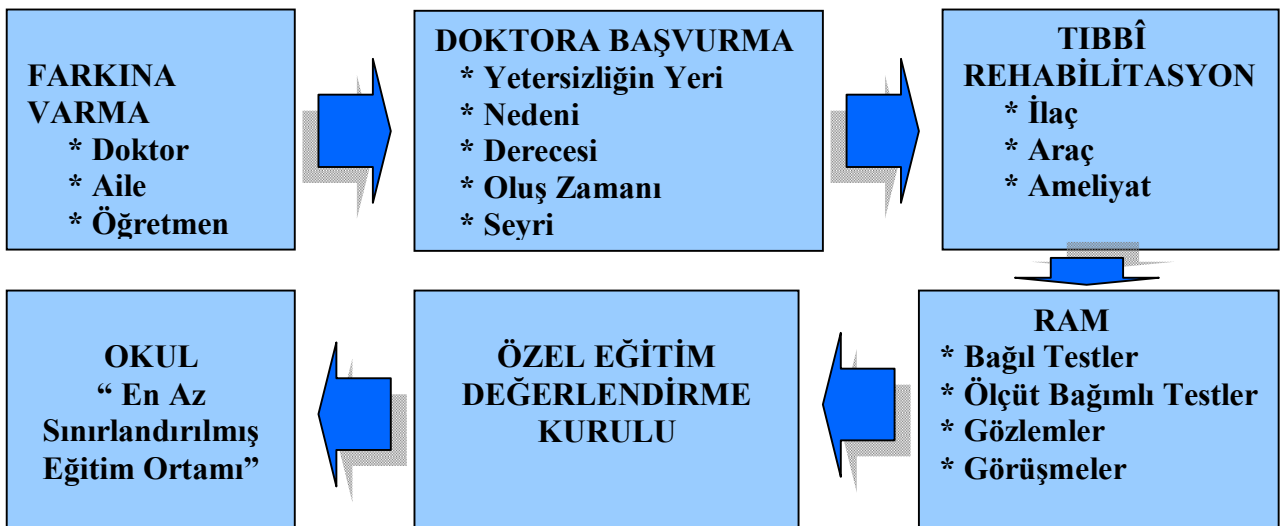 FARKINA
VARMA
* Doktor
* Aile
* Öğretmen
DOKTORA BAŞVURMA
* Yetersizliğin Yeri
* Nedeni
* Derecesi
* Oluş Zamanı
* Seyri
TIBBÎ
REHABİLİTASYON
* İlaç
* Araç
* Ameliyat
RAM
* Bağıl Testler
* Ölçüt Bağımlı Testler
* Gözlemler
* Görüşmeler
ÖZEL EĞİTİM
DEĞERLENDİRME
KURULU
OKUL
“ En Az
Sınırlandırılmış
Eğitim Ortamı”